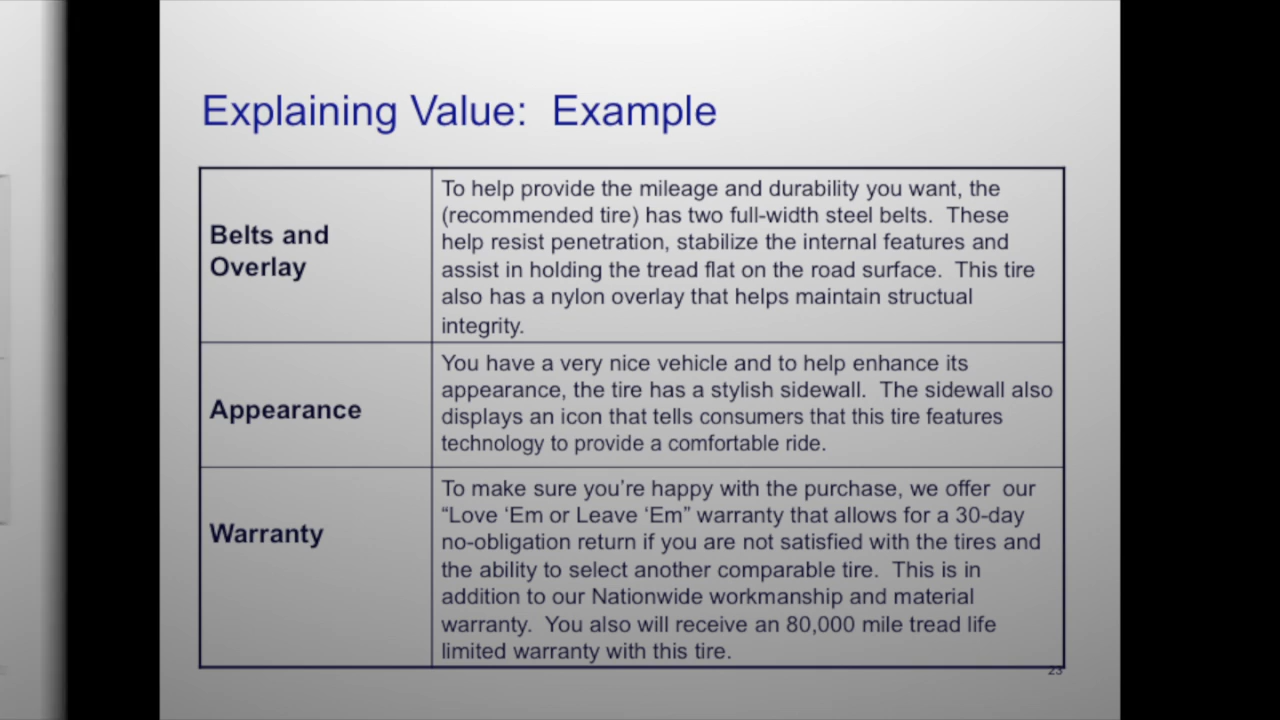 Explaining Value: Example
Belts and
Overlay
To help provide the mileage and durability you want, the
(recommended tire) has two full-width steel belts. These
help resist penetration, stabilize the internal features and
assist in holding the tread flat on the road surface. This tire
also has a nylon overlay that helps maintain structual
integrity.
Appearance
You have a very nice vehicle and to help enhance its
appearance, the tire has a stylish sidewall. The sidewall also
displays an icon that tells consumers that this tire features
technology to provide a comfortable ride.
Warranty
To make sure you’re happy with the purchase, we offer our
“Love ‘Em or Leave ‘Em” warranty that allows for a 30-day
no-obligation return if you are not satisfied with the tires and
the ability to select another comparable tire. This is in
addition to our Nationwide workmanship and material
warranty. You also will receive an 80,000 mile tread life
limited warranty with this tire.
23